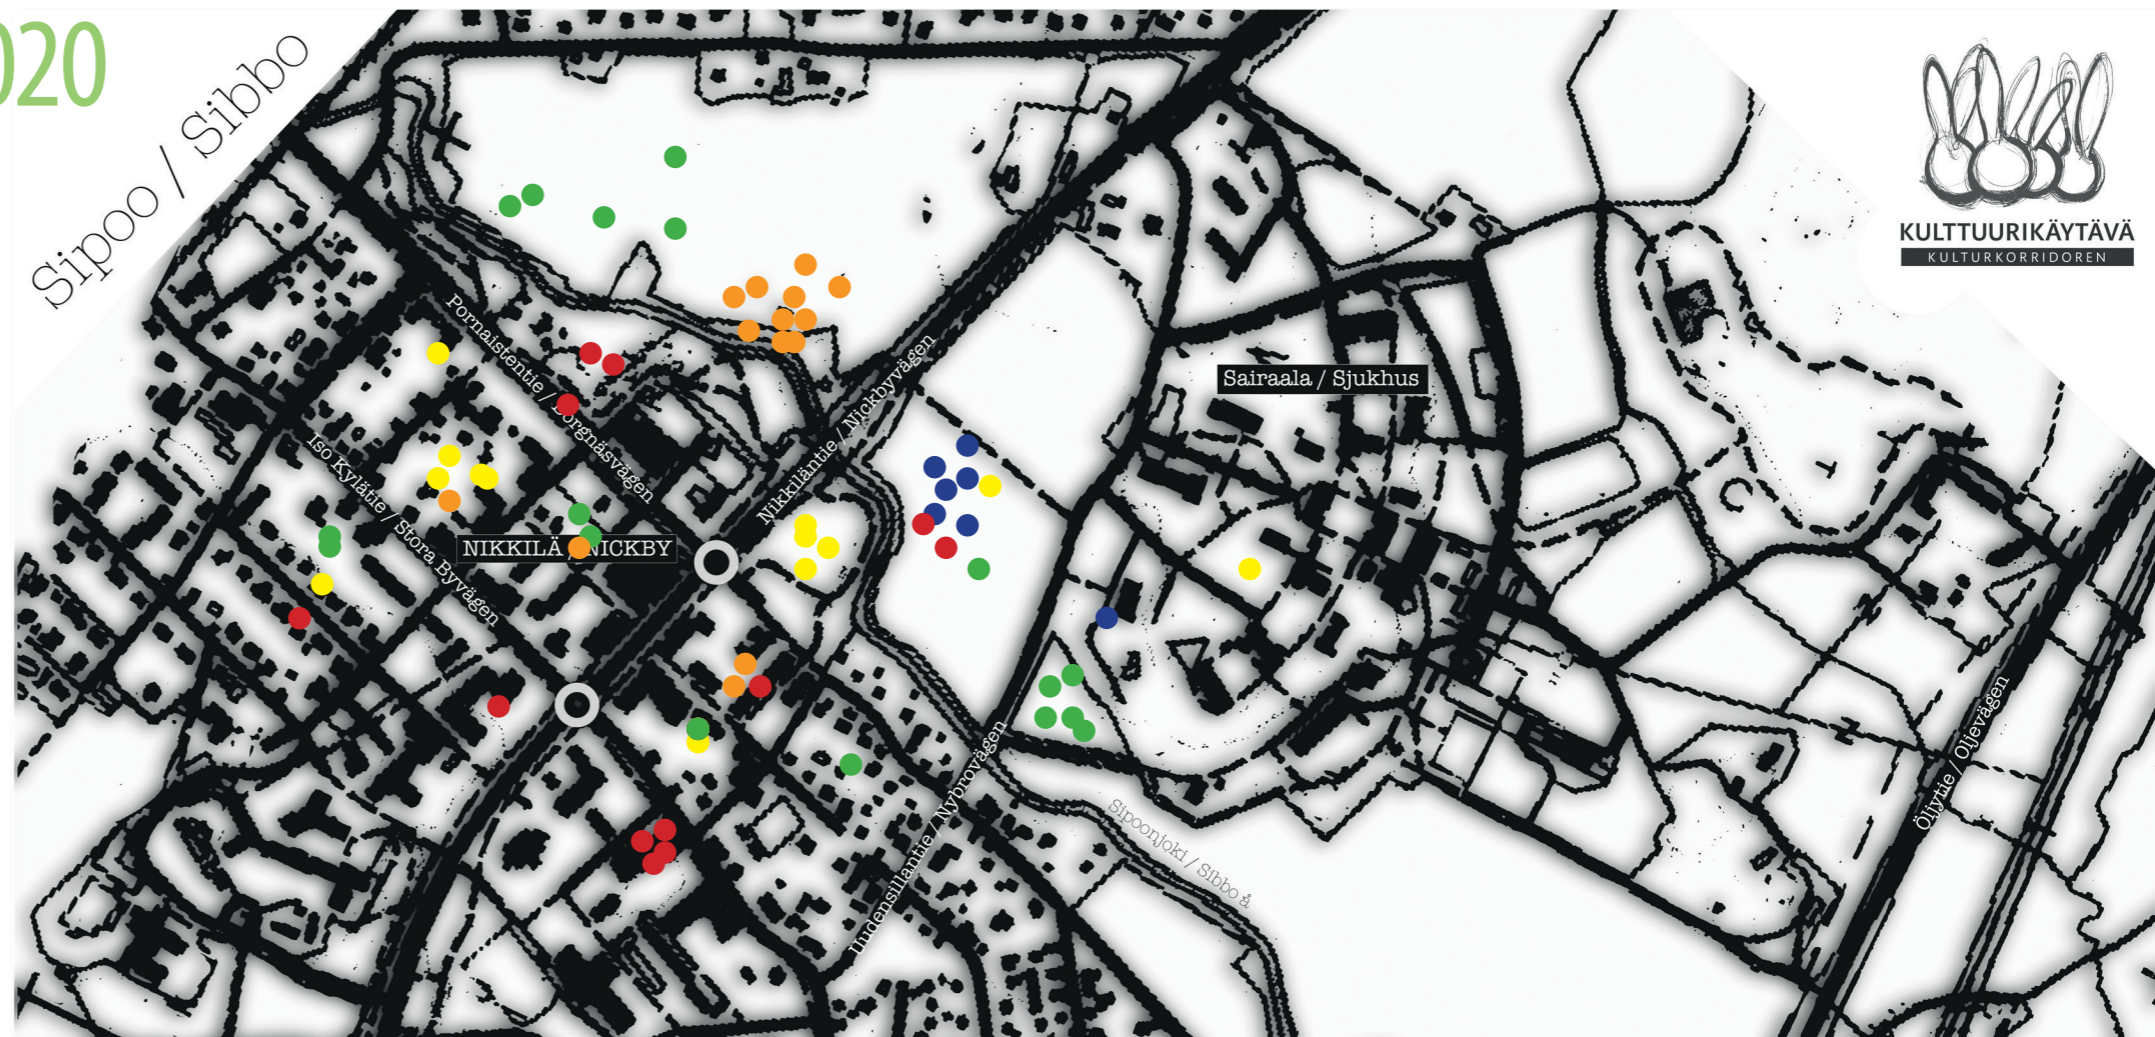 020
Sipoo / Sibbo
KULTTUURIKÄYTÄVÄ
KULTURKORRIDOREN
Pornaistentie / Borgnäsvägen
Nikkiläntie / Nickbyvägen
Sairaala / Sjukhus
Iso Kylätie / Stora Byvägen
NIKKILÄ / NICKBY
Uudensillantie / Nybrovägen
Sipoonjoki / Sibbo å
Öljytie / Oljevägen